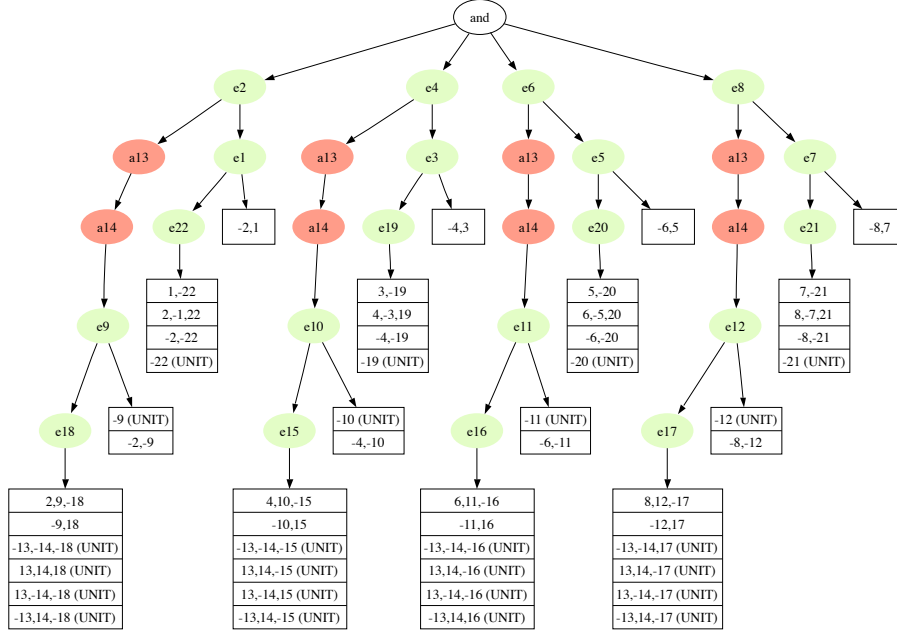 and
e2
e4
e6
e8
a13
e1
a13
e3
a13
e5
a13
e7
a14
e22
-2,1
a14
e19
-4,3
a14
e20
-6,5
a14
e21
-8,7
1,-22
2,-1,22
-2,-22
-22 (UNIT)
3,-19
4,-3,19
-4,-19
-19 (UNIT)
5,-20
6,-5,20
-6,-20
-20 (UNIT)
7,-21
8,-7,21
-8,-21
-21 (UNIT)
e9
e10
e11
e12
e18
-9 (UNIT)
-2,-9
e15
-10 (UNIT)
-4,-10
e16
-11 (UNIT)
-6,-11
e17
-12 (UNIT)
-8,-12
2,9,-18
-9,18
-13,-14,-18 (UNIT)
13,14,18 (UNIT)
13,-14,-18 (UNIT)
-13,14,-18 (UNIT)
4,10,-15
-10,15
-13,-14,-15 (UNIT)
13,14,-15 (UNIT)
13,-14,15 (UNIT)
-13,14,-15 (UNIT)
6,11,-16
-11,16
-13,-14,-16 (UNIT)
13,14,-16 (UNIT)
13,-14,-16 (UNIT)
-13,14,16 (UNIT)
8,12,-17
-12,17
-13,-14,17 (UNIT)
13,14,-17 (UNIT)
13,-14,-17 (UNIT)
-13,14,-17 (UNIT)